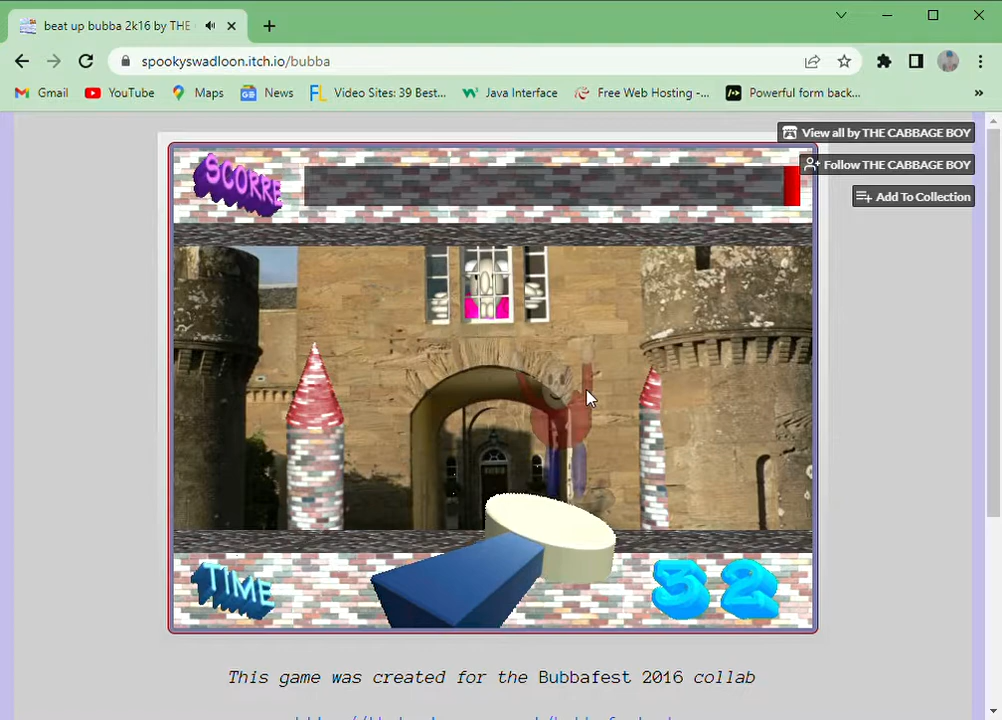 beat up bubba 2k16 by THE
spookyswadloon.itch.io/bubba
Gmail YouTube Maps News Video Sites: 39 Best... Java Interface Free Web Hosting -... Powerful form back... »
View all by THE CABBAGE BOY
Follow THE CABBAGE BOY
Add To Collection
SCORRE
TIME
32
This game was created for the Bubbafest 2016 collab